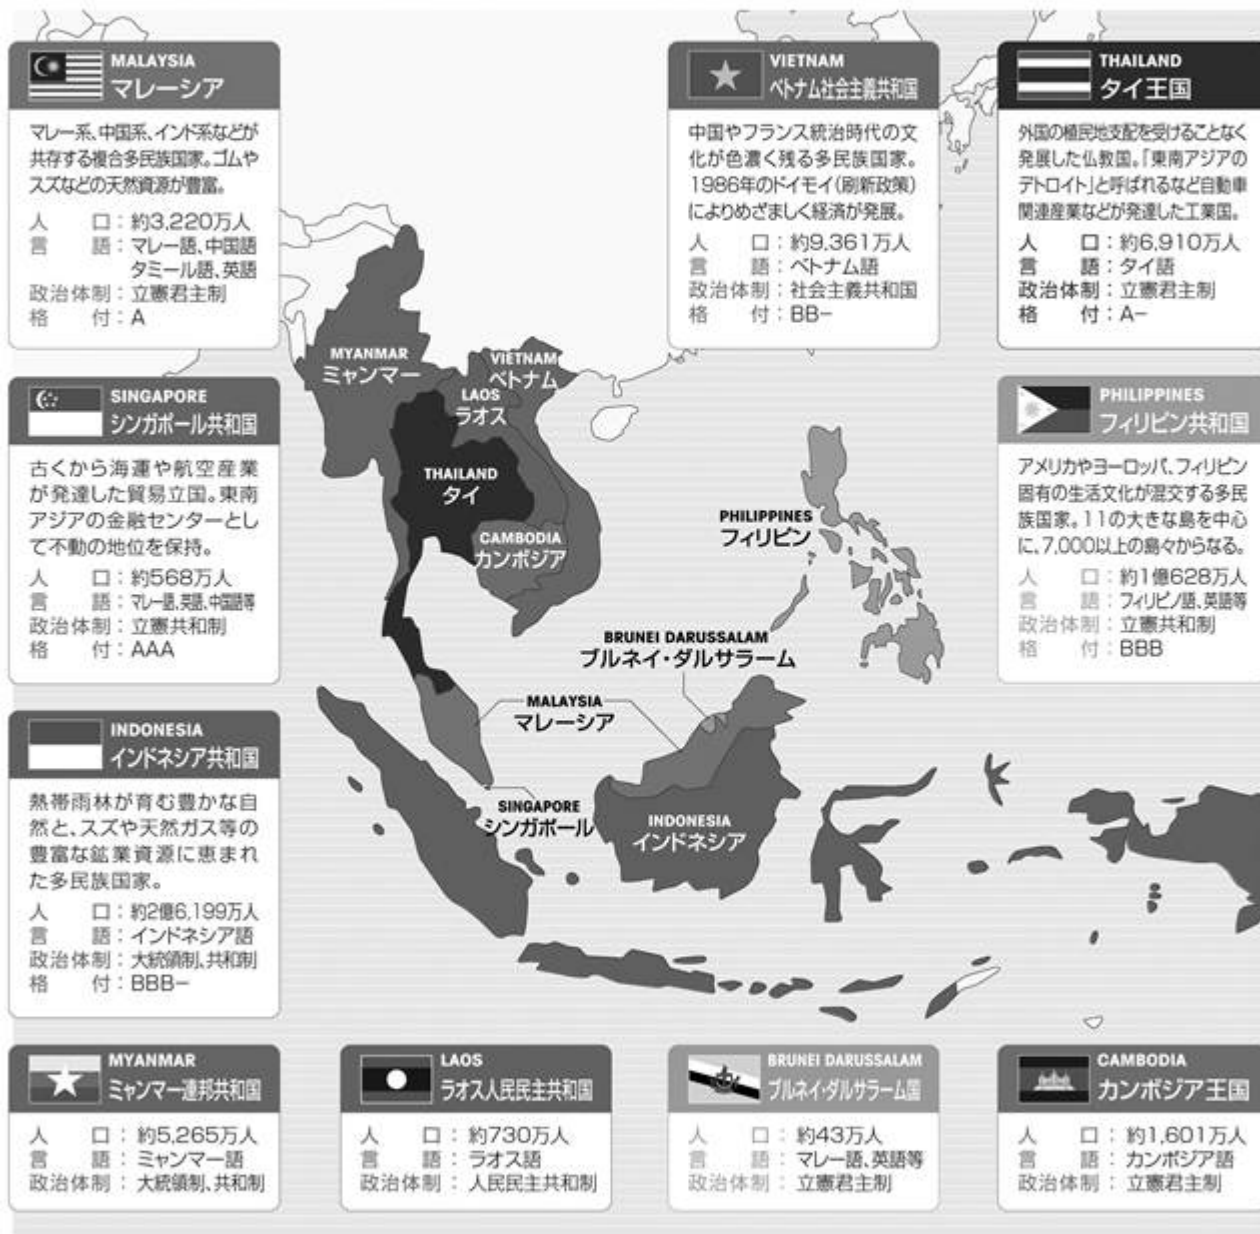 MALAYSIA
マレーシア
マレー系、中国系、インド系などが
共存する複合多民族国家。ゴムや
スズなどの天然資源が豊富。
人口：約3,220万人
言語：マレー語、中国語
タミール語、英語
政治体制：立憲君主制
格付：A
VIETNAM
ベトナム社会主義共和国
中国やフランス統治時代の文
化が色濃く残る多民族国家。
1986年のドイモイ（刷新政策）
によりめざましく経済が発展。
人口：約9,361万人
言語：ベトナム語
政治体制：社会主義共和国
格付：BB−
THAILAND
タイ王国
外国の植民地支配を受けることなく
発展した仏教国。「東南アジアの
デトロイト」と呼ばれるなど自動車
関連産業などが発達した工業国。
人口：約6,910万人
言語：タイ語
政治体制：立憲君主制
格付：A−
SINGAPORE
シンガポール共和国
古くから海運や航空産業
が発達した貿易立国。東南
アジアの金融センターとし
て不動の地位を保持。
人口：約568万人
言語：マレー語、英語、中国語等
政治体制：立憲共和制
格付：AAA
PHILIPPINES
フィリピン共和国
アメリカやヨーロッパ、フィリピン
固有の生活文化が混交する多民
族国家。11の大きな島を中心
に、7,000以上の島々からなる。
人口：約1億628万人
言語：フィリピノ語、英語等
政治体制：立憲共和制
格付：BBB
INDONESIA
インドネシア共和国
熱帯雨林が育む豊かな自
然と、スズや天然ガス等の
豊富な鉱業資源に恵まれ
た多民族国家。
人口：約2億6,199万人
言語：インドネシア語
政治体制：大統領制、共和制
格付：BBB−
MYANMAR
ミャンマー
VIETNAM
ベトナム
LAOS
ラオス
THAILAND
タイ
CAMBODIA
カンボジア
PHILIPPINES
フィリピン
BRUNEI DARUSSALAM
ブルネイ・ダルサラーム
MALAYSIA
マレーシア
SINGAPORE
シンガポール
INDONESIA
インドネシア
MYANMAR
ミャンマー連邦共和国
人口：約5,265万人
言語：ミャンマー語
政治体制：大統領制、共和制
LAOS
ラオス人民民主共和国
人口：約730万人
言語：ラオス語
政治体制：人民民主共和制
BRUNEI DARUSSALAM
ブルネイ・ダルサラーム国
人口：約43万人
言語：マレー語、英語等
政治体制：立憲君主制
CAMBODIA
カンボジア王国
人口：約1,601万人
言語：カンボジア語
政治体制：立憲君主制